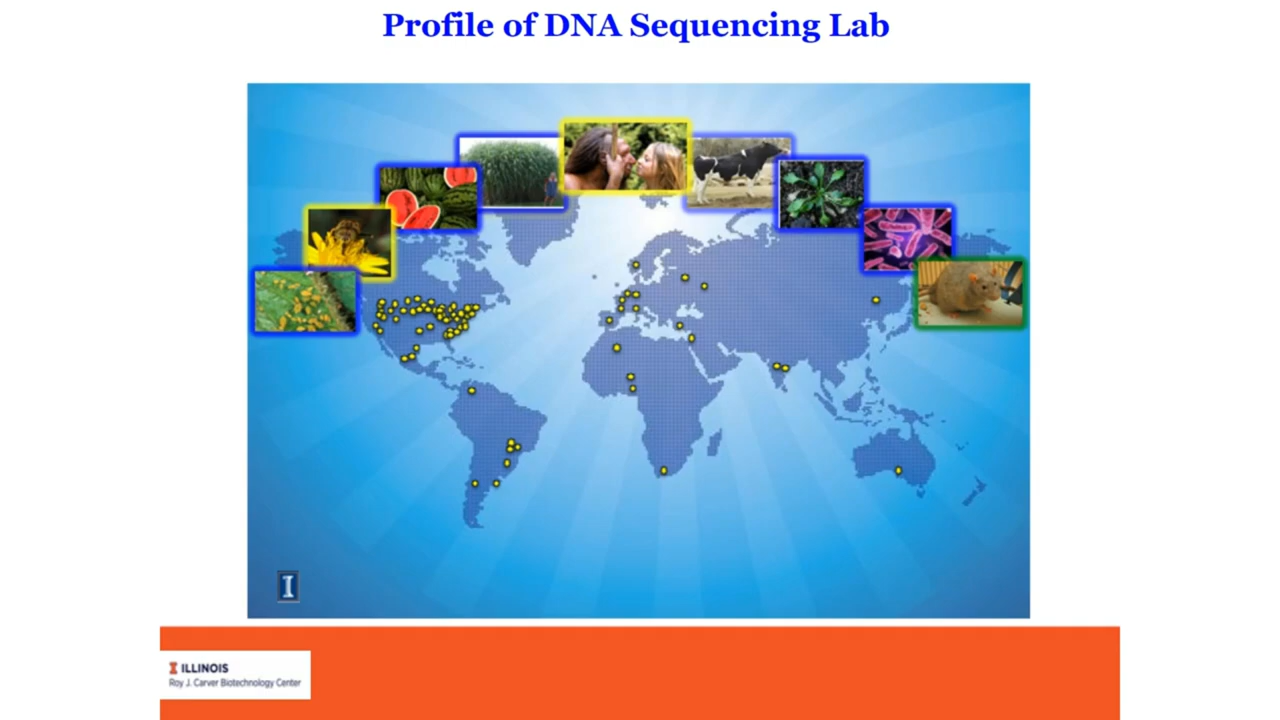 Profile of DNA Sequencing Lab
I
I ILLINOIS
Roy J. Carver Biotechnology Center